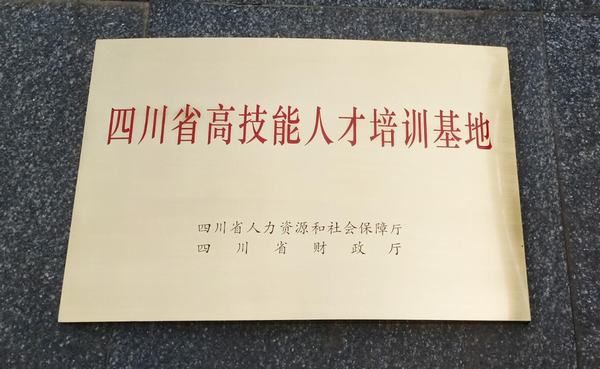 四川省高技能人才培训基地
四川省人力资源和社会保障厅
四川省财政厅